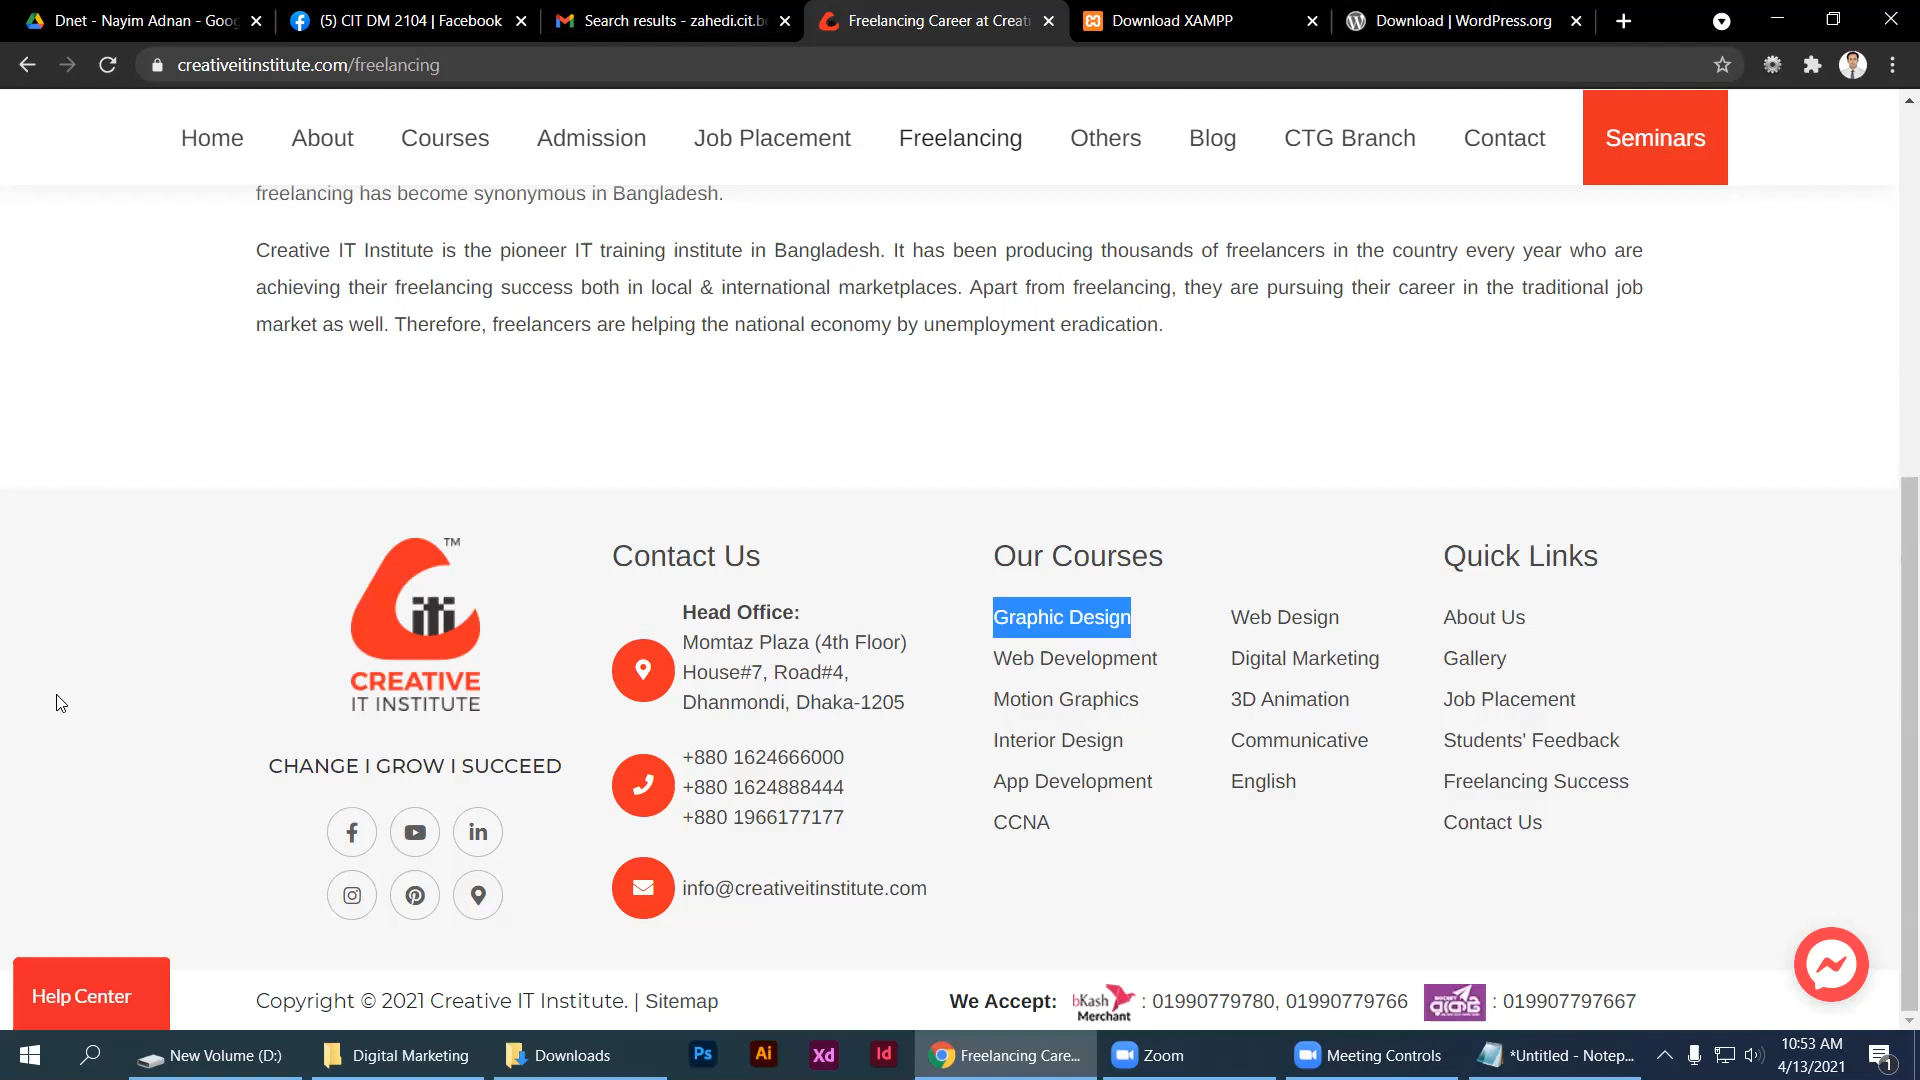 Dnet - Nayim Adnan - Goog
(5) CIT DM 2104 | Facebook
Search results - zahedi.cit.b
Freelancing Career at Creati
Download XAMPP
Download | WordPress.org
creativeitinstitute.com/freelancing
Home About Courses Admission Job Placement Freelancing Others Blog CTG Branch Contact Seminars
freelancing has become synonymous in Bangladesh.
Creative IT Institute is the pioneer IT training institute in Bangladesh. It has been producing thousands of freelancers in the country every year who are
achieving their freelancing success both in local & international marketplaces. Apart from freelancing, they are pursuing their career in the traditional job
market as well. Therefore, freelancers are helping the national economy by unemployment eradication.
TM
iti
CREATIVE
IT INSTITUTE
CHANGE I GROW I SUCCEED
Contact Us
Head Office:
Momtaz Plaza (4th Floor)
House#7, Road#4,
Dhanmondi, Dhaka-1205
+880 1624666000
+880 1624888444
+880 1966177177
info@creativeitinstitute.com
Our Courses
Graphic Design
Web Development
Motion Graphics
Interior Design
App Development
CCNA
Web Design
Digital Marketing
3D Animation
Communicative
English
Quick Links
About Us
Gallery
Job Placement
Students' Feedback
Freelancing Success
Contact Us
Help Center
Copyright © 2021 Creative IT Institute. | Sitemap
We Accept: bKash Merchant : 01990779780, 01990779766 : 019907797667
New Volume (D:)
Digital Marketing
Downloads
Ps
Ai
Xd
Id
Freelancing Care...
Zoom
Meeting Controls
*Untitled - Notep...
10:53 AM
4/13/2021
1